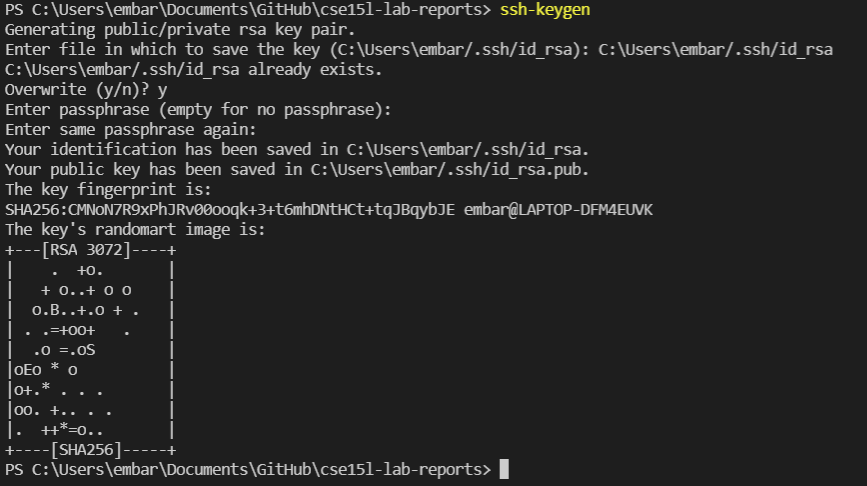 PS C:\Users\embar\Documents\GitHub\cse15l-lab-reports> ssh-keygen
Generating public/private rsa key pair.
Enter file in which to save the key (C:\Users\embar/.ssh/id_rsa): C:\Users\embar/.ssh/id_rsa
C:\Users\embar/.ssh/id_rsa already exists.
Overwrite (y/n)? y
Enter passphrase (empty for no passphrase):
Enter same passphrase again:
Your identification has been saved in C:\Users\embar/.ssh/id_rsa.
Your public key has been saved in C:\Users\embar/.ssh/id_rsa.pub.
The key fingerprint is:
SHA256:CMNoN7R9xPhJRv00ooqk+3+t6mhDNtHCt+tqJBqybJE embar@LAPTOP-DFM4EUVK
The key's randomart image is:
+---[RSA 3072]----+
|    .  +o.       |
|   + o..+ o o    |
|  o.B..+.o + .   |
| . .=+oo+   .    |
|  .o =.oS        |
|oEo * o          |
|o+.* . . .       |
|oo. +.. . .      |
|.  ++*=o..       |
+----[SHA256]-----+
PS C:\Users\embar\Documents\GitHub\cse15l-lab-reports>